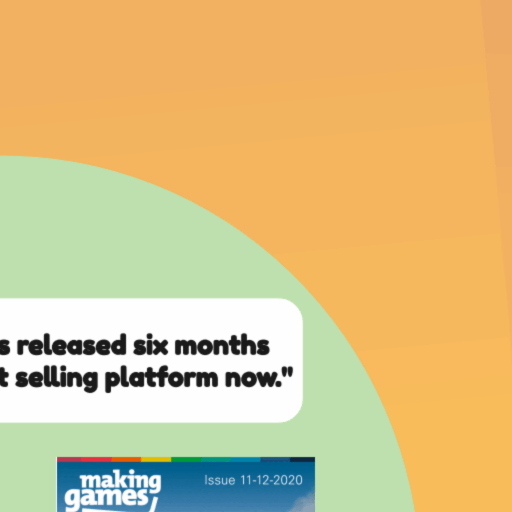 released six months
selling platform now."
making
games
Issue 11-12-2020